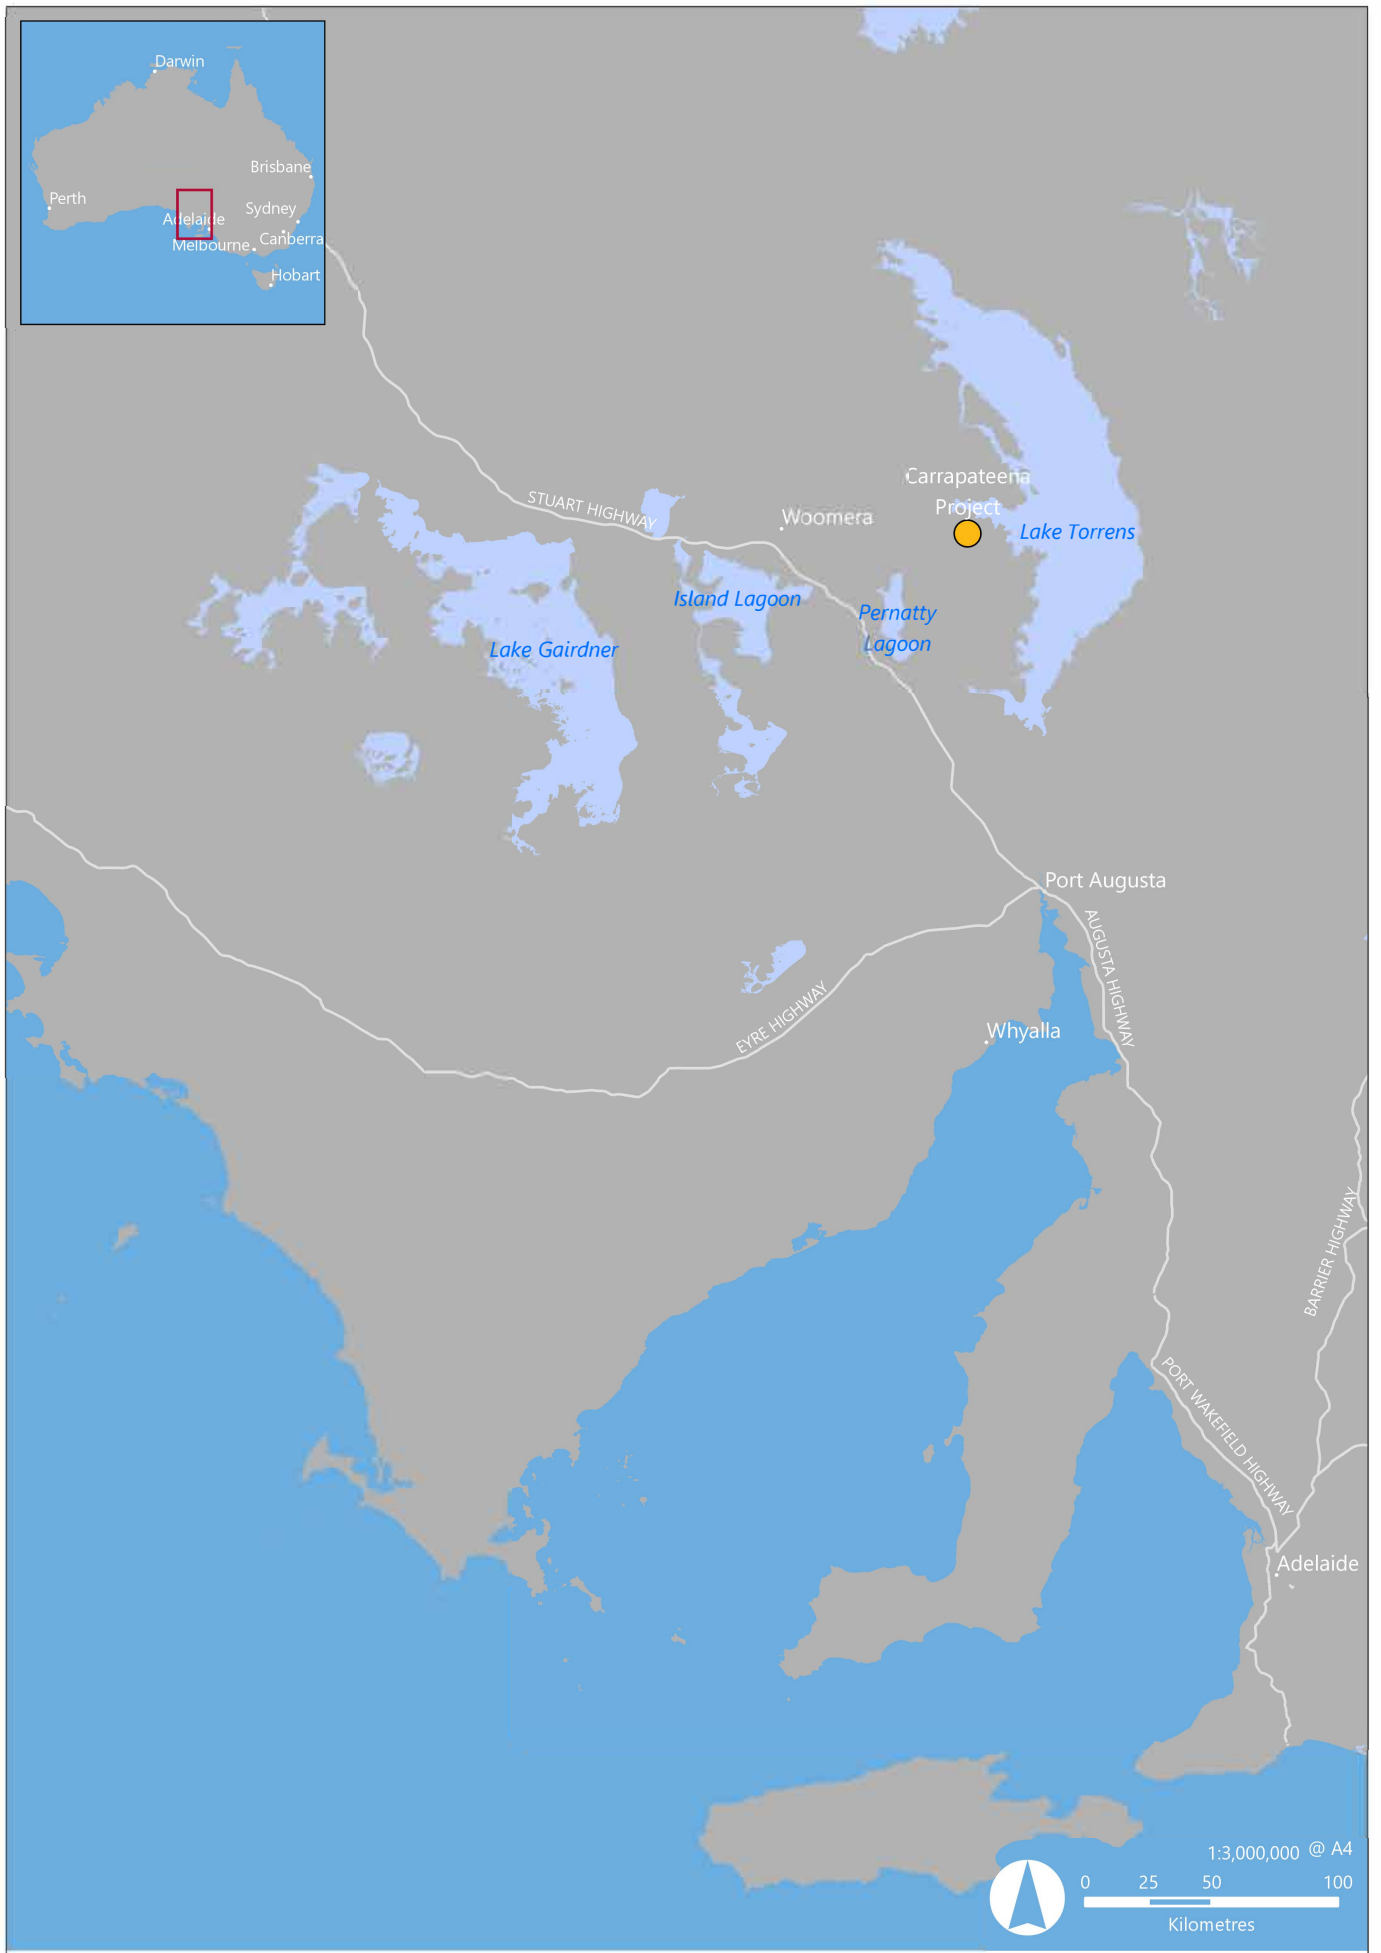 Darwin
Brisbane
Perth
Sydney
Adelaide
Canberra
Melbourne
Hobart
Carrapateena
Project
STUART HIGHWAY
Woomera
Lake Torrens
Island Lagoon
Pernatty
Lagoon
Lake Gairdner
Port Augusta
AUGUSTA HIGHWAY
EYRE HIGHWAY
Whyalla
BARRIER HIGHWAY
PORT WAKEFIELD HIGHWAY
Adelaide
1:3,000,000 @ A4
0 25 50 100
Kilometres